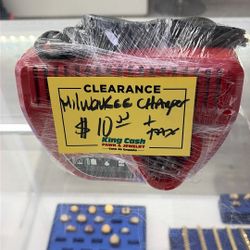 CLEARANCE
MILWAUKEE CHARGER
$10.00 + TAX
King Cash
PAWN & JEWELRY